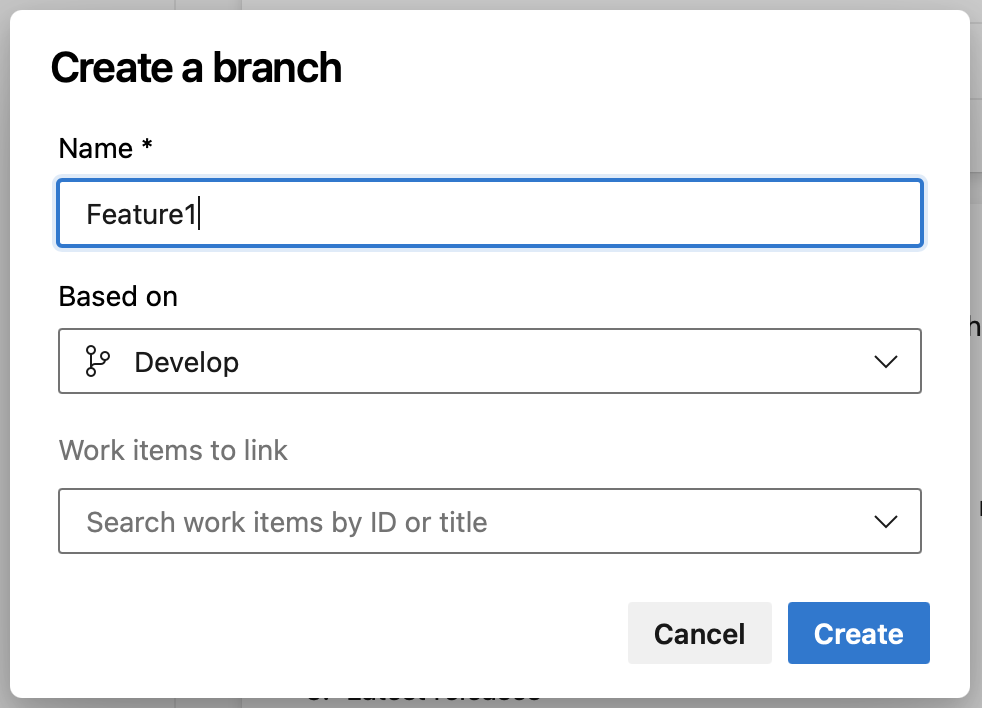 Create a branch
Name *
Feature1
Based on
Develop
Work items to link
Search work items by ID or title
Cancel
Create